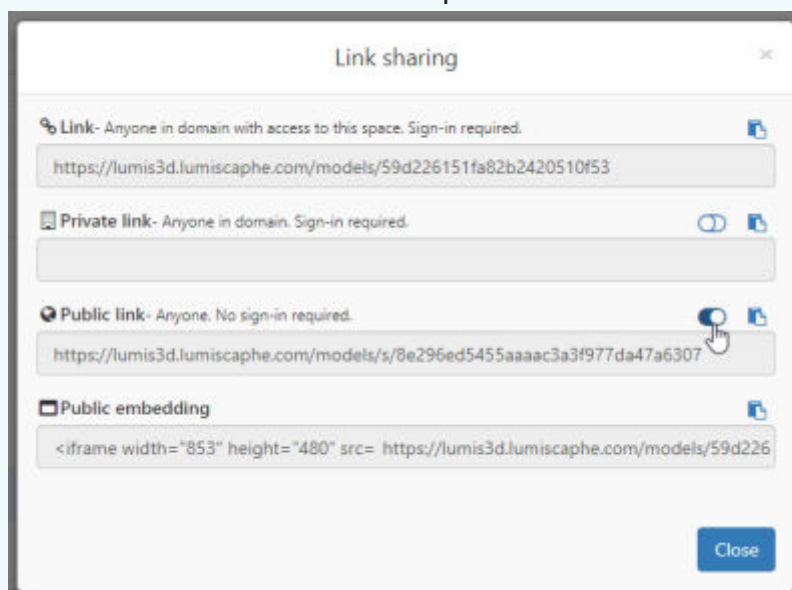 Link sharing
×
Link- Anyone in domain with access to this space. Sign-in required.
https://lumis3d.lumiscaphe.com/models/59d226151fa82b2420510f53
Private link- Anyone in domain. Sign-in required.
Public link- Anyone. No sign-in required.
https://lumis3d.lumiscaphe.com/models/s/8e296ed5455aaaac3a3f977da47a6307
Public embedding
<iframe width="853" height="480" src= https://lumis3d.lumiscaphe.com/models/59d226
Close